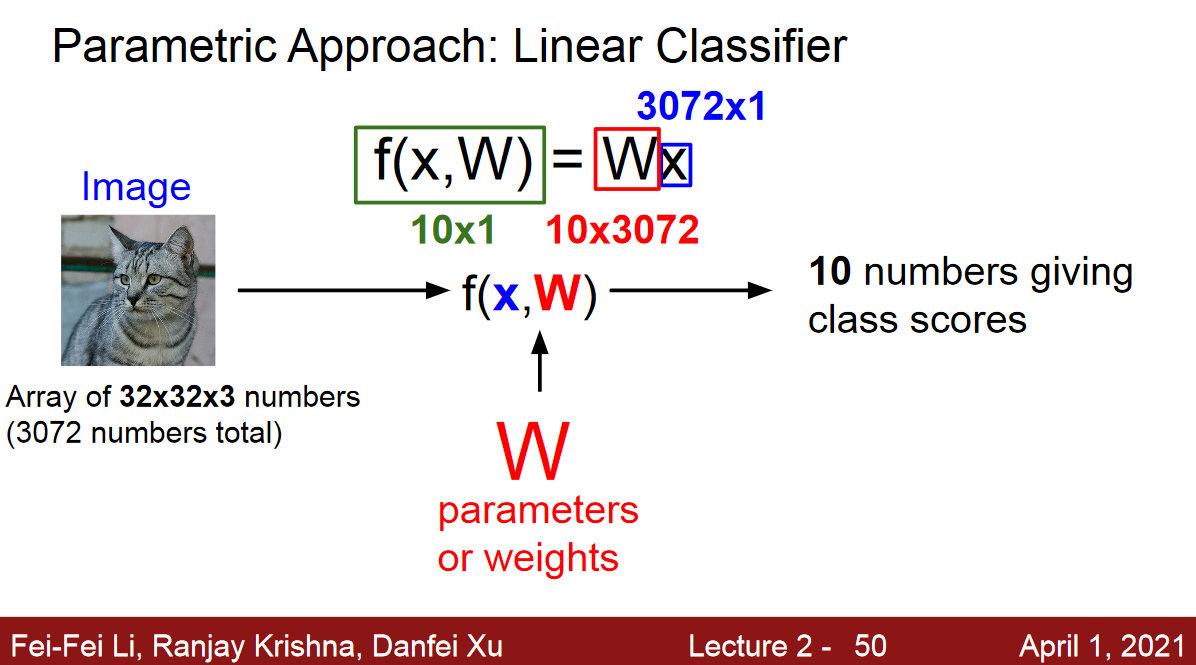 Parametric Approach: Linear Classifier
3072x1
f(x,W) = Wx
Image
10x1 10x3072
f(x,W)
10 numbers giving
class scores
Array of 32x32x3 numbers
(3072 numbers total)
W
parameters
or weights
Fei-Fei Li, Ranjay Krishna, Danfei Xu Lecture 2 - 50 April 1, 2021